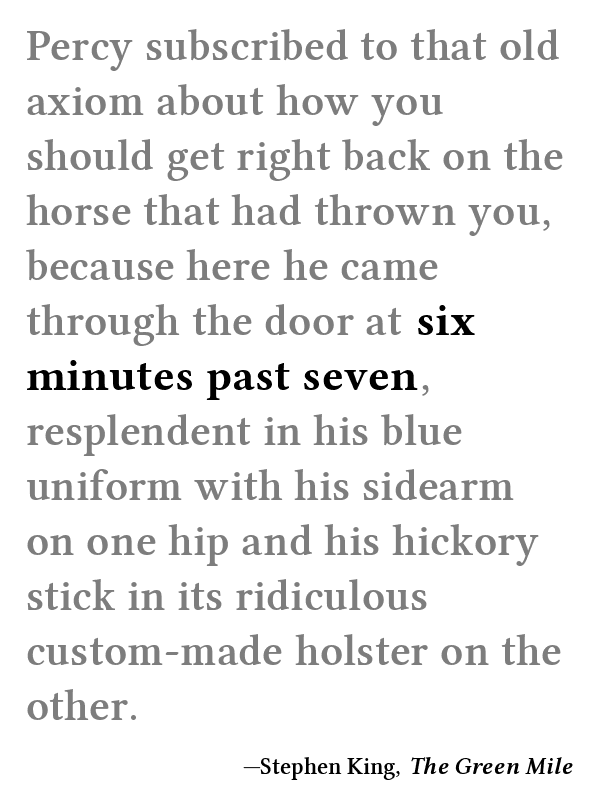 Percy subscribed to that old
axiom about how you
should get right back on the
horse that had thrown you,
because here he came
through the door at six
minutes past seven,
resplendent in his blue
uniform with his sidearm
on one hip and his hickory
stick in its ridiculous
custom-made holster on the
other.
—Stephen King, The Green Mile